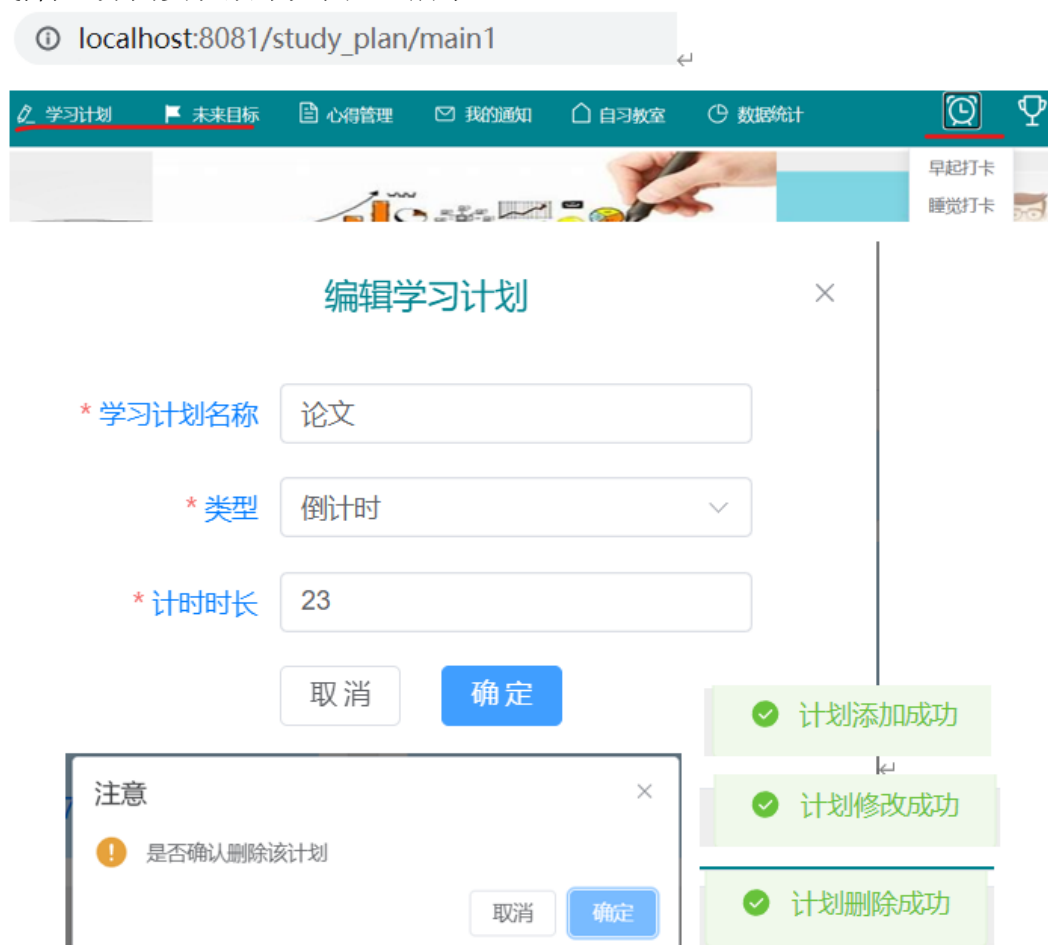 localhost:8081/study_plan/main1
学习计划 未来目标 心得管理 我的通知 自习教室 数据统计
早起打卡
睡觉打卡
编辑学习计划
* 学习计划名称 论文
* 类型 倒计时
* 计时时长 23
取消 确定
计划添加成功
注意
计划修改成功
是否确认删除该计划
取消 确定
计划删除成功